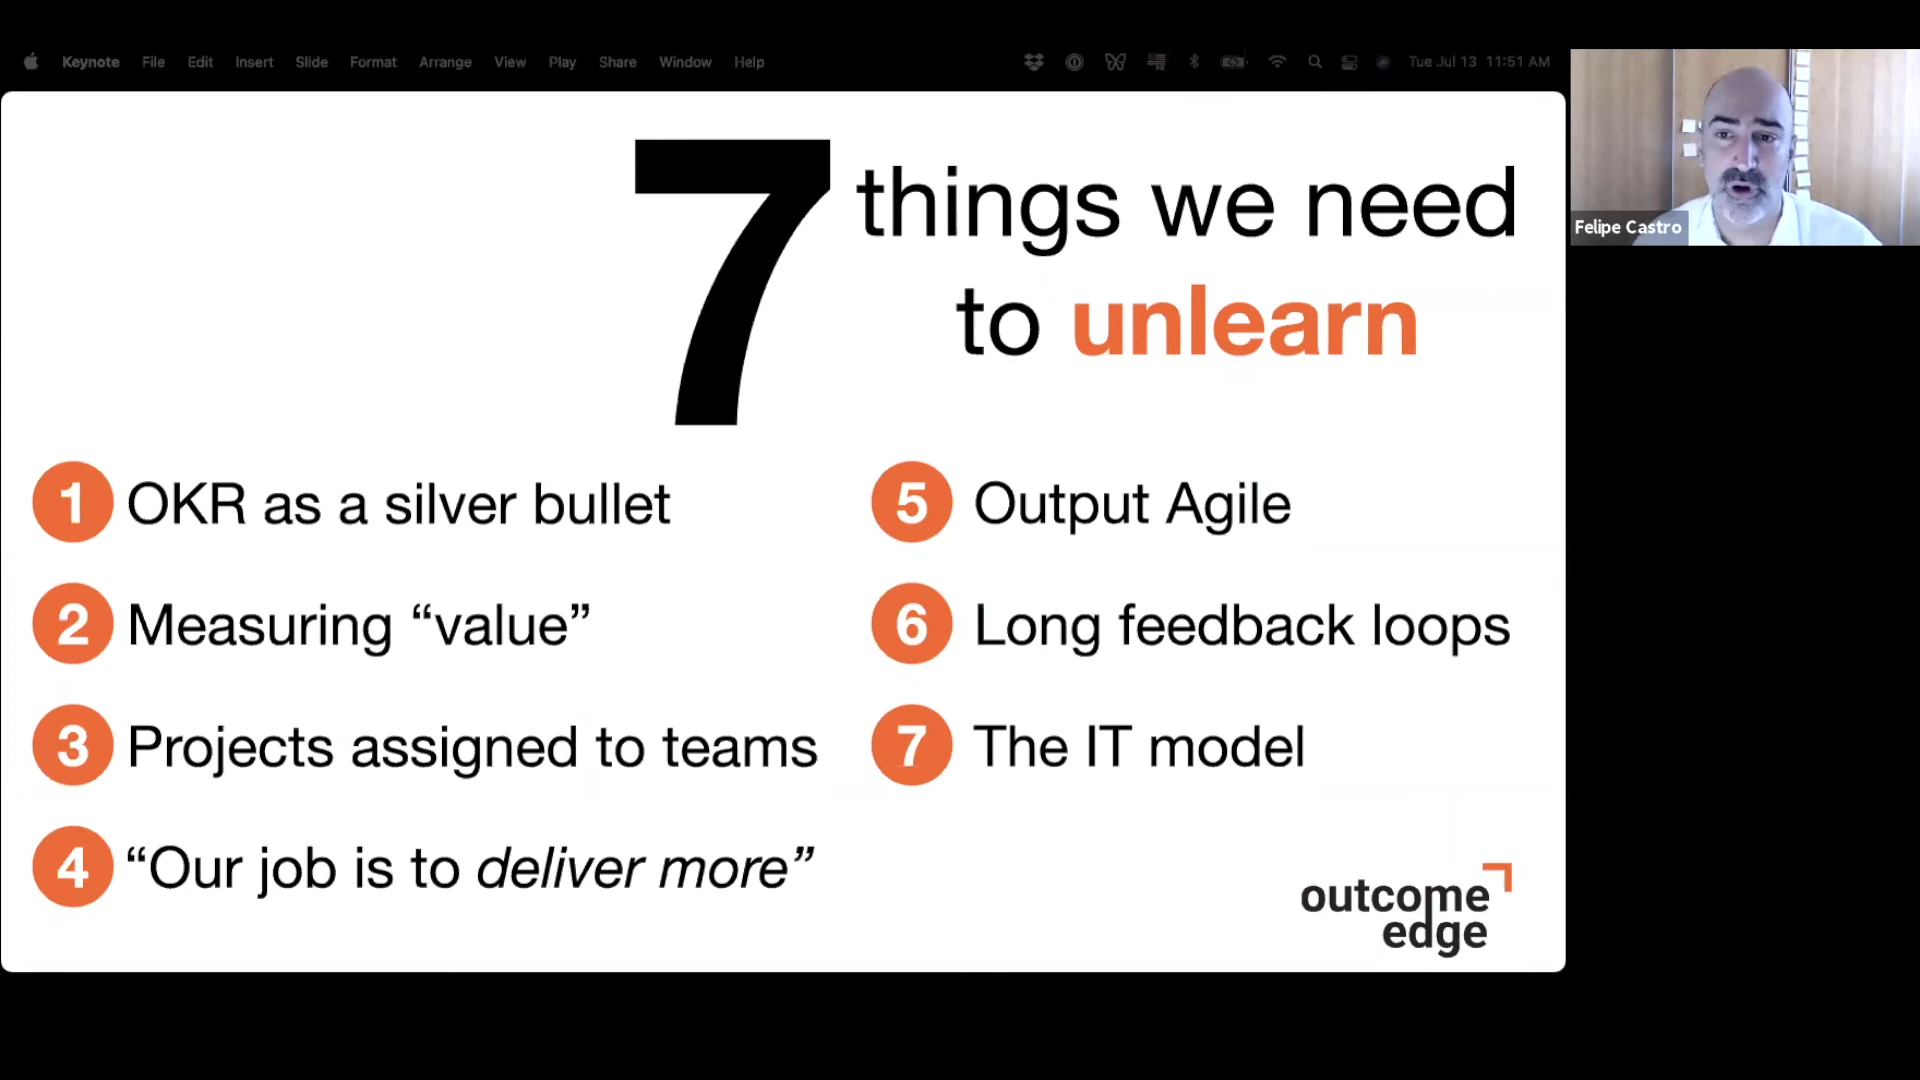 Keynote File Edit Insert Slide Format Arrange View Play Share Window Help Tue Jul 13 11:51 AM
7 things we need
to unlearn
1 OKR as a silver bullet
2 Measuring “value”
3 Projects assigned to teams
4 “Our job is to deliver more”
5 Output Agile
6 Long feedback loops
7 The IT model
outcome
edge
Felipe Castro